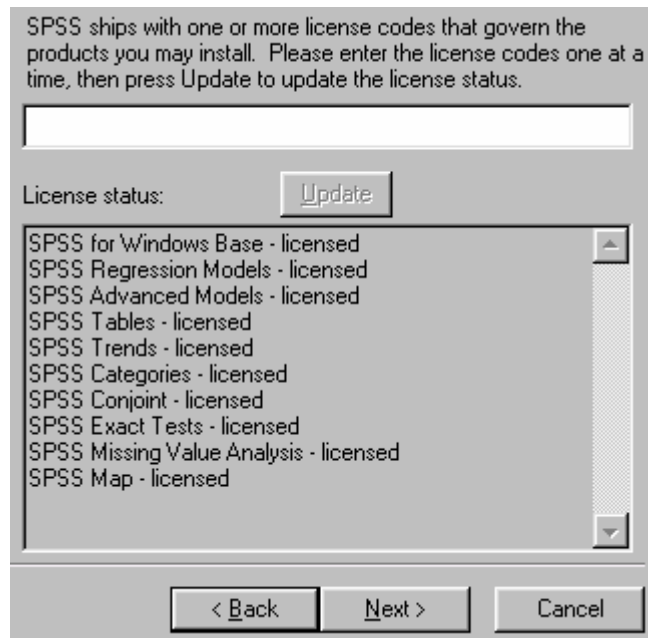 SPSS ships with one or more license codes that govern the
products you may install.  Please enter the license codes one at a
time, then press Update to update the license status.
License status:
Update
SPSS for Windows Base - licensed
SPSS Regression Models - licensed
SPSS Advanced Models - licensed
SPSS Tables - licensed
SPSS Trends - licensed
SPSS Categories - licensed
SPSS Conjoint - licensed
SPSS Exact Tests - licensed
SPSS Missing Value Analysis - licensed
SPSS Map - licensed
< Back
Next >
Cancel